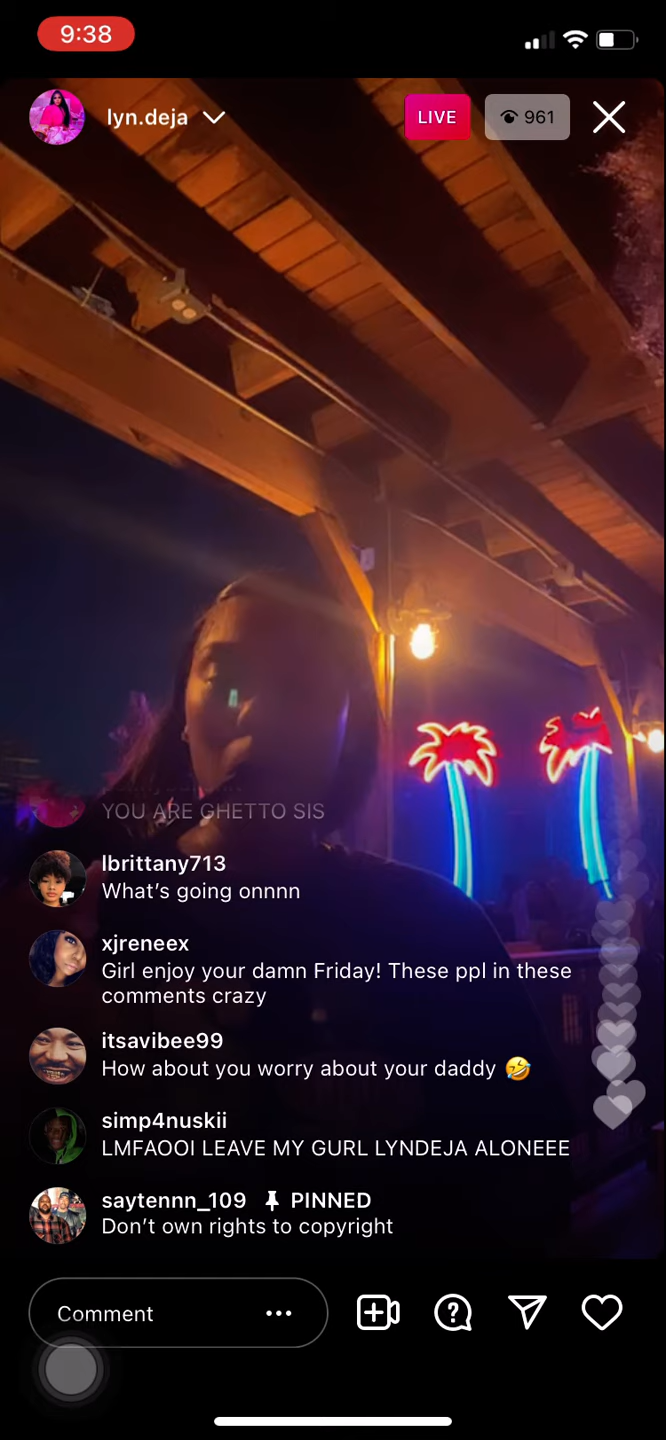 9:38
lyn.deja
LIVE
961
YOU ARE GHETTO SIS
lbrittany713
What's going onnnn
xjreneex
Girl enjoy your damn Friday! These ppl in these
comments crazy
itsavibee99
How about you worry about your daddy 🤣
simp4nuskii
LMFAOOI LEAVE MY GURL LYNDEJA ALONEEE
saytennn_109 PINNED
Don't own rights to copyright
Comment